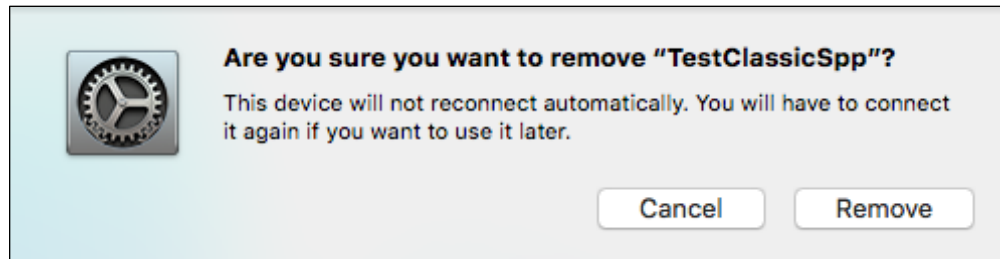 Are you sure you want to remove “TestClassicSpp”?
This device will not reconnect automatically. You will have to connect
it again if you want to use it later.
Cancel Remove